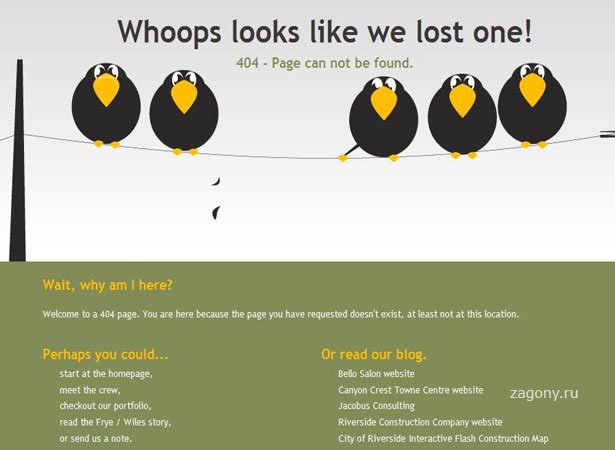 Whoops looks like we lost one!
404 - Page can not be found.
Wait, why am I here?
Welcome to a 404 page. You are here because the page you have requested doesn't exist, at least not at this location.
Perhaps you could...
start at the homepage,
meet the crew,
checkout our portfolio,
read the Frye / Wiles story,
or send us a note.
Or read our blog.
Bello Salon website
Canyon Crest Towne Centre website
Jacobus Consulting
Riverside Construction Company website
City of Riverside Interactive Flash Construction Map
zagony.ru